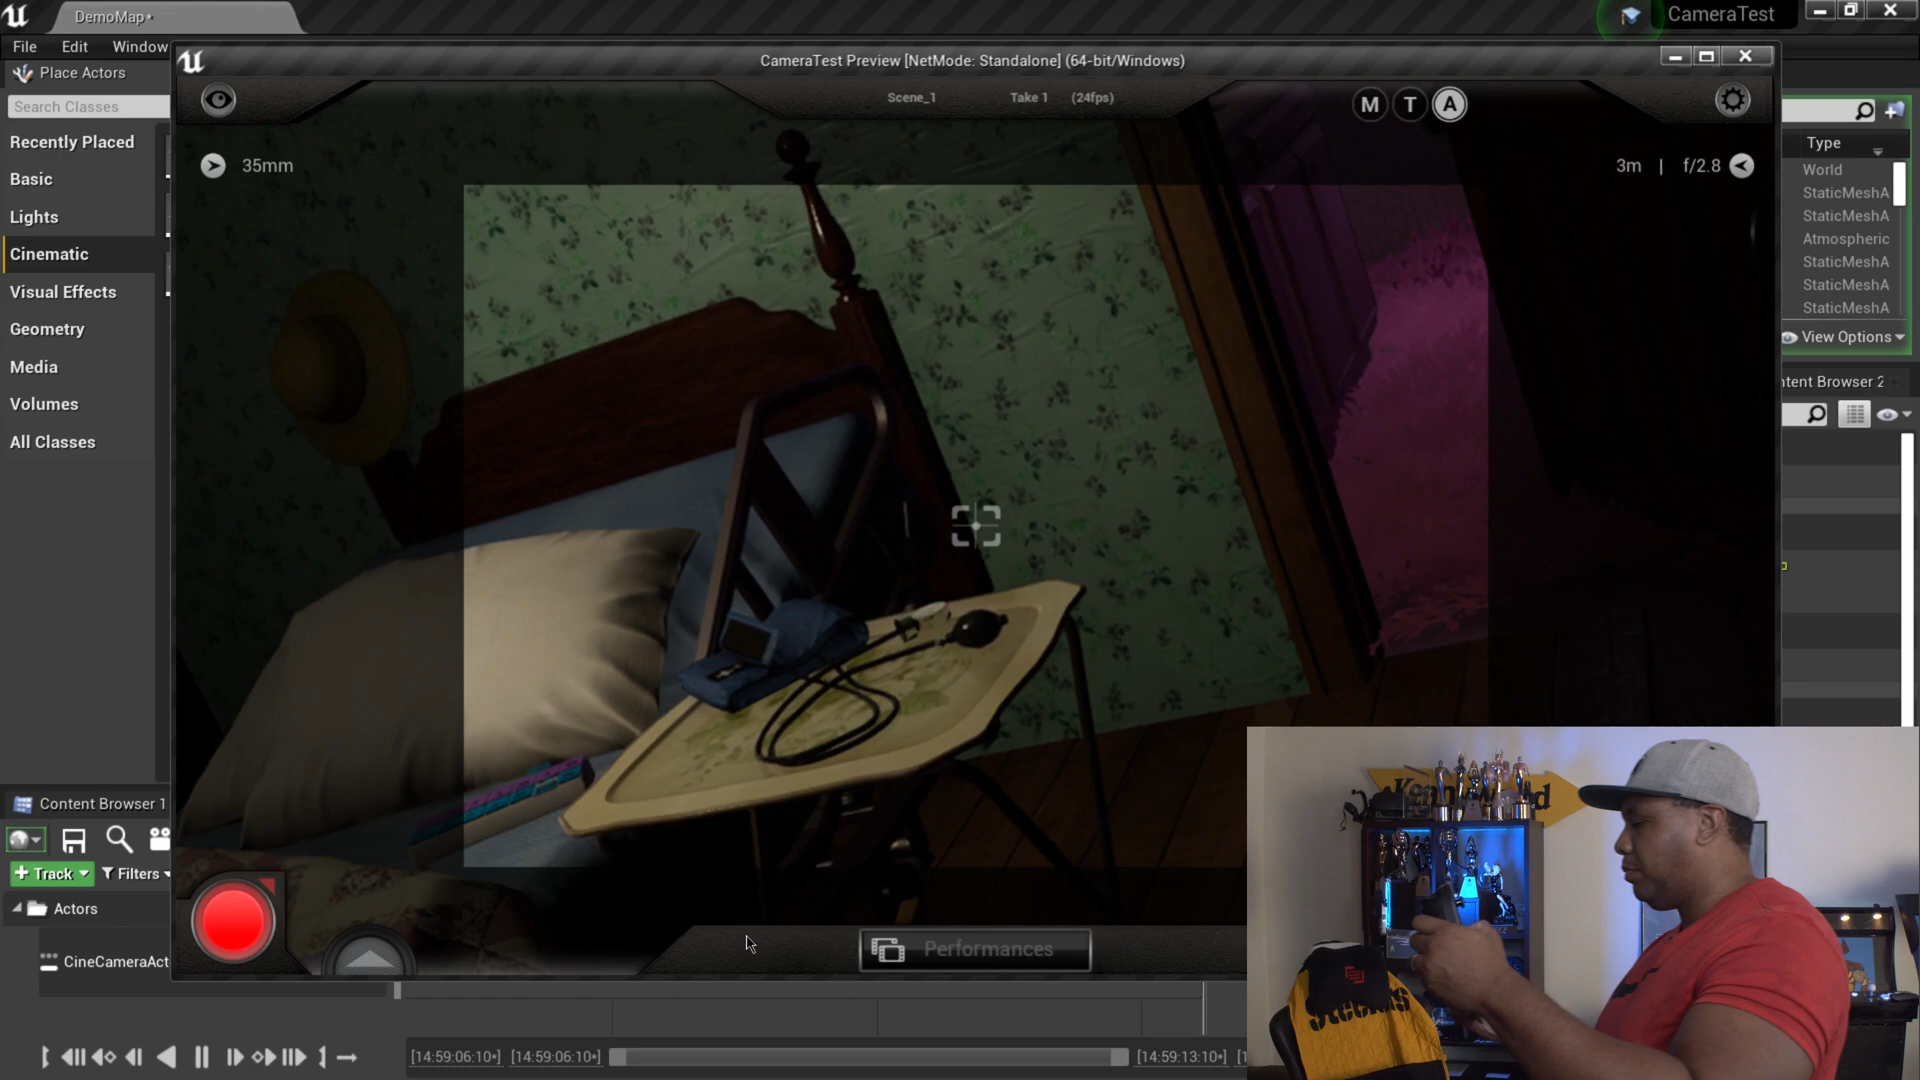 DemoMap•
CameraTest
File Edit Window
CameraTest Preview [NetMode: Standalone] (64-bit/Windows)
Place Actors
Search Classes
Scene_1 Take 1 (24fps)
M T A
Recently Placed
Type
35mm
3m | f/2.8
World
Basic
StaticMeshA
Lights
StaticMeshA
Atmospheric
Cinematic
StaticMeshA
Visual Effects
StaticMeshA
StaticMeshA
Geometry
View Options
Media
ntent Browser 2
Volumes
All Classes
Content Browser 1
Track Filters
Actors
Performances
CineCameraAct
Steelers
[14:59:06:10•] [14:59:06:10•] [14:59:13:10•] [1